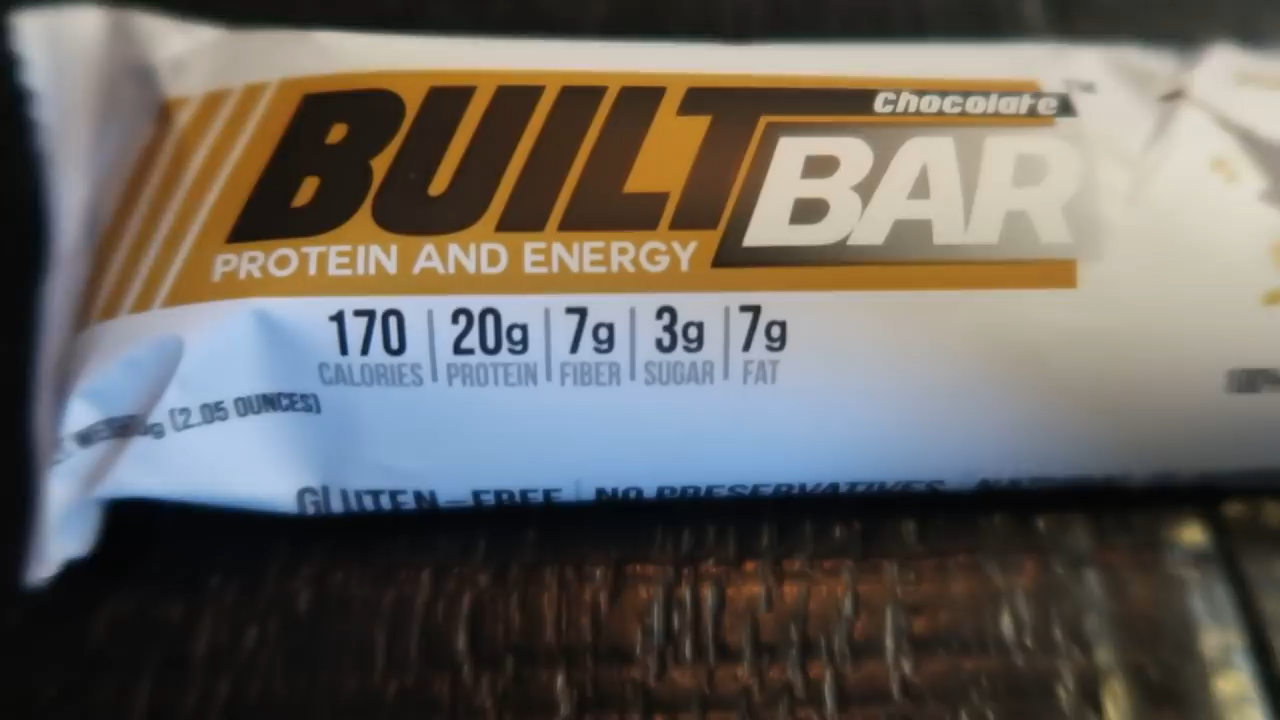 BUILT
Chocolate
BAR
PROTEIN AND ENERGY
170 20g 7g 3g 7g
CALORIES PROTEIN FIBER SUGAR FAT
(2.05 OUNCES)
GLUTEN-FREE | NO PRESERVATIVES